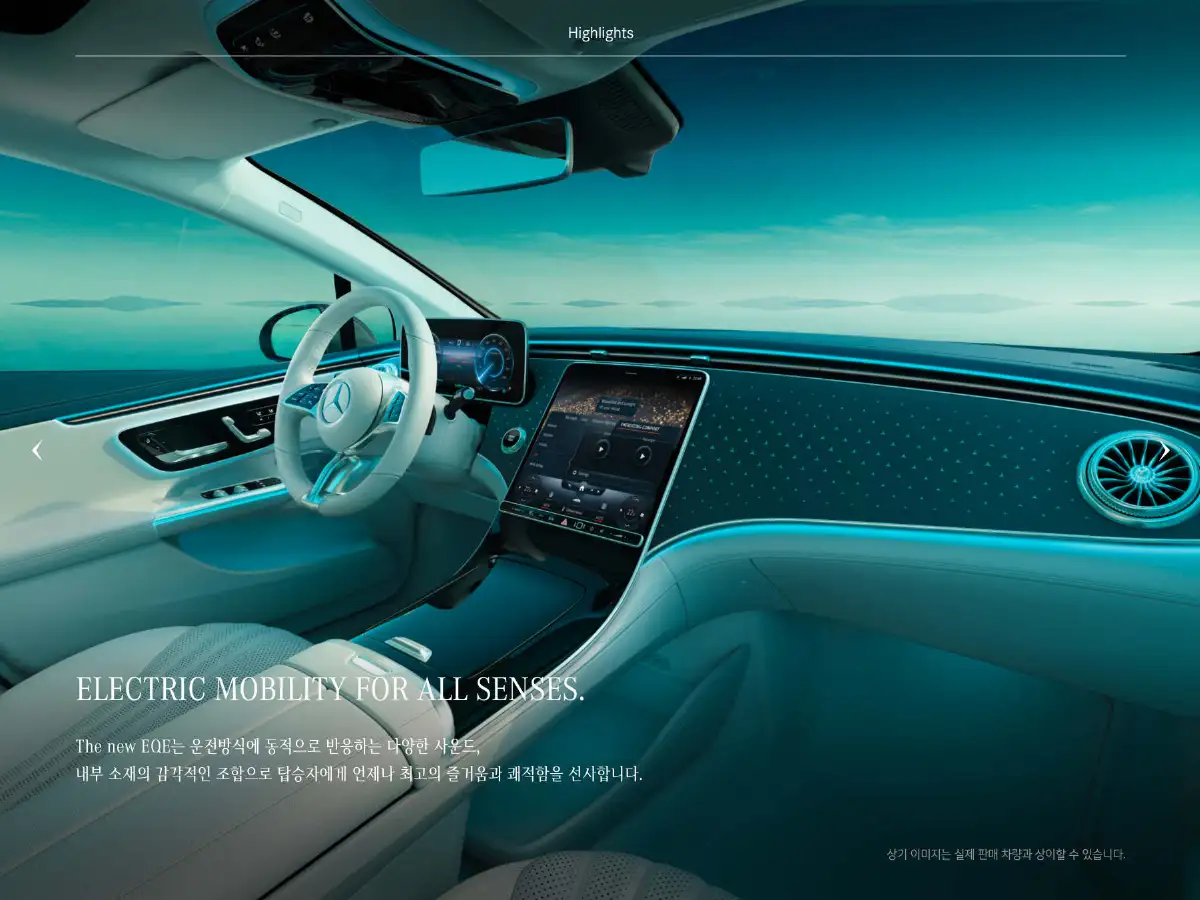 Highlights
ELECTRIC MOBILITY FOR ALL SENSES.
The new EQE는 운전방식에 동적으로 반응하는 다양한 사운드,
내부 소재의 감각적인 조합으로 탑승자에게 언제나 최고의 즐거움과 쾌적함을 선사합니다.
상기 이미지는 실제 판매 차량과 상이할 수 있습니다.